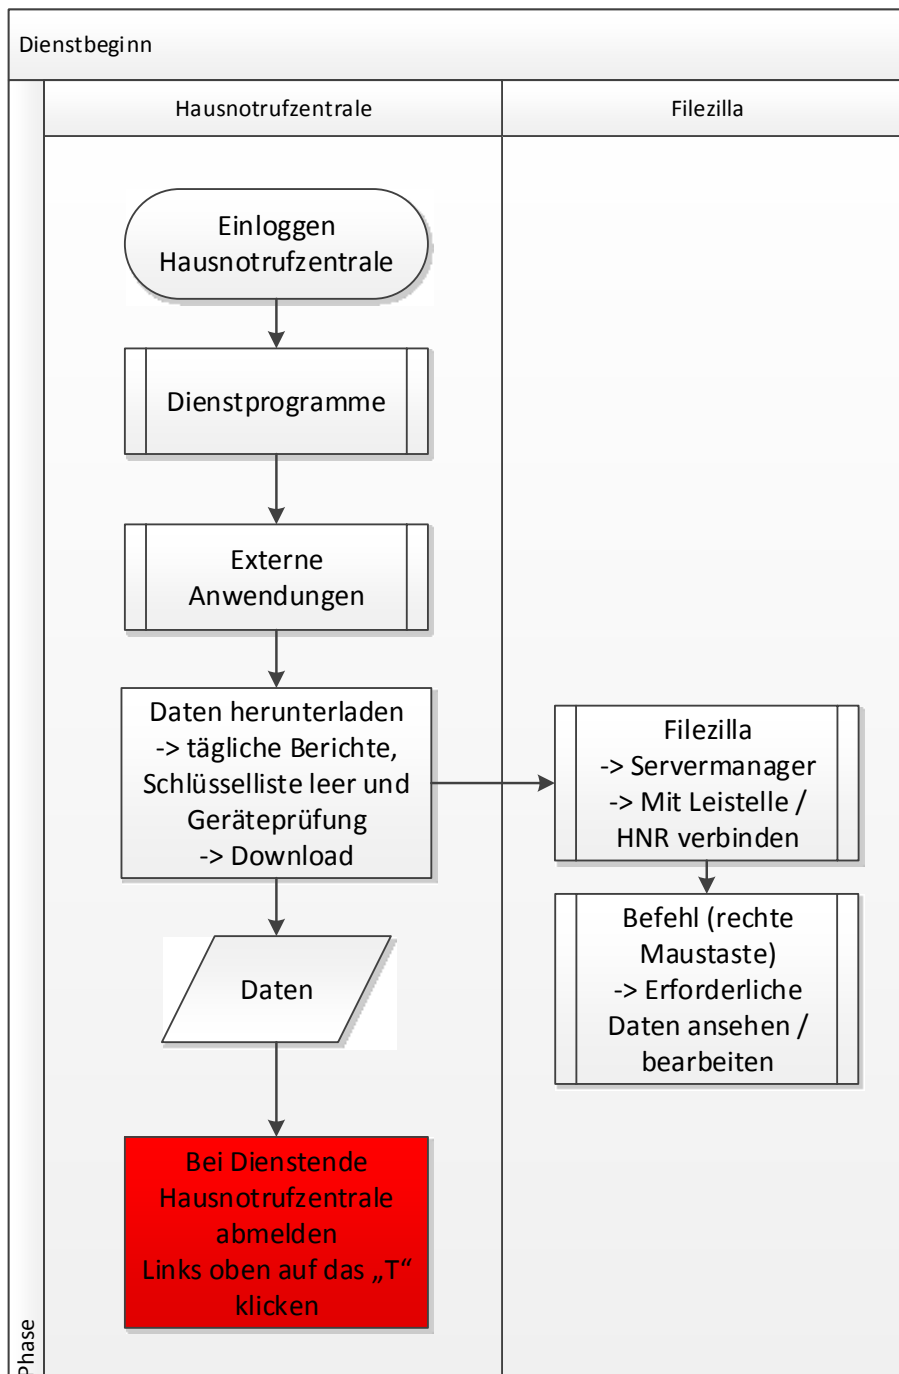 Dienstbeginn
Hausnotrufzentrale
Filezilla
Einloggen
Hausnotrufzentrale
Dienstprogramme
Externe
Anwendungen
Daten herunterladen
-> tägliche Berichte,
Schlüsselliste leer und
Geräteprüfung
-> Download
Filezilla
-> Servermanager
-> Mit Leistelle /
HNR verbinden
Befehl (rechte
Maustaste)
-> Erforderliche
Daten ansehen /
bearbeiten
Daten
Bei Dienstende
Hausnotrufzentrale
abmelden
Links oben auf das „T“
klicken
Phase